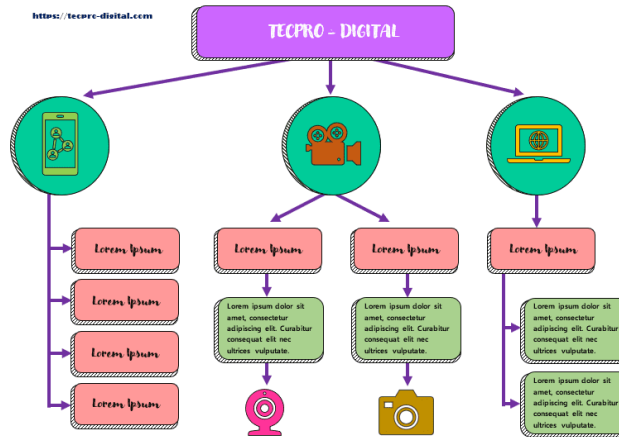 https://tecpro-digital.com
TECPRO - DIGITAL
Lorem Ipsum
Lorem Ipsum
Lorem Ipsum
Lorem Ipsum
Lorem Ipsum
Lorem ipsum dolor sit
amet, consectetur
adipiscing elit. Curabitur
consequat elit nec
ultrices vulputate.
Lorem Ipsum
Lorem ipsum dolor sit
amet, consectetur
adipiscing elit. Curabitur
consequat elit nec
ultrices vulputate.
Lorem Ipsum
Lorem ipsum dolor sit
amet, consectetur
adipiscing elit. Curabitur
consequat elit nec
ultrices vulputate.
Lorem ipsum dolor sit
amet, consectetur
adipiscing elit. Curabitur
consequat elit nec
ultrices vulputate.